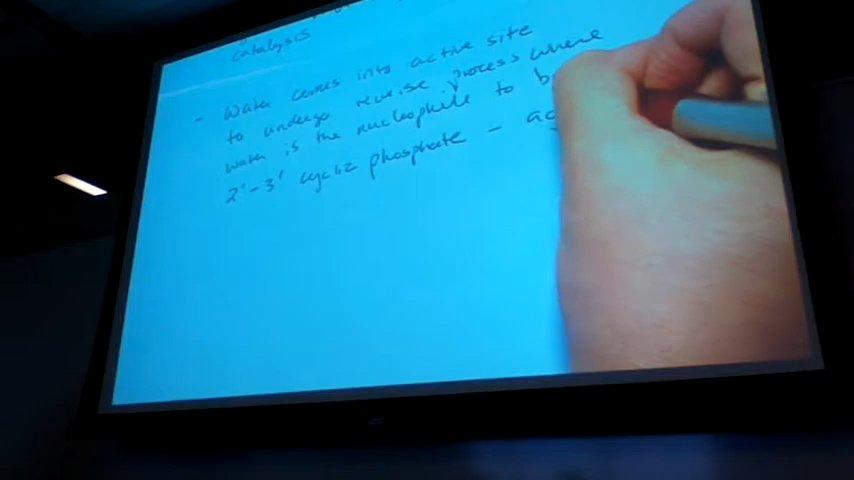 catalysis
- water comes into active site
to undergo reverse process where
water is the nucleophile to b
2'-3' cyclic phosphate -